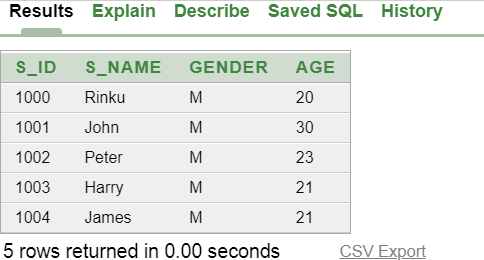 Results Explain Describe Saved SQL History
S_ID S_NAME GENDER AGE
1000 Rinku M 20
1001 John M 30
1002 Peter M 23
1003 Harry M 21
1004 James M 21
5 rows returned in 0.00 seconds CSV Export